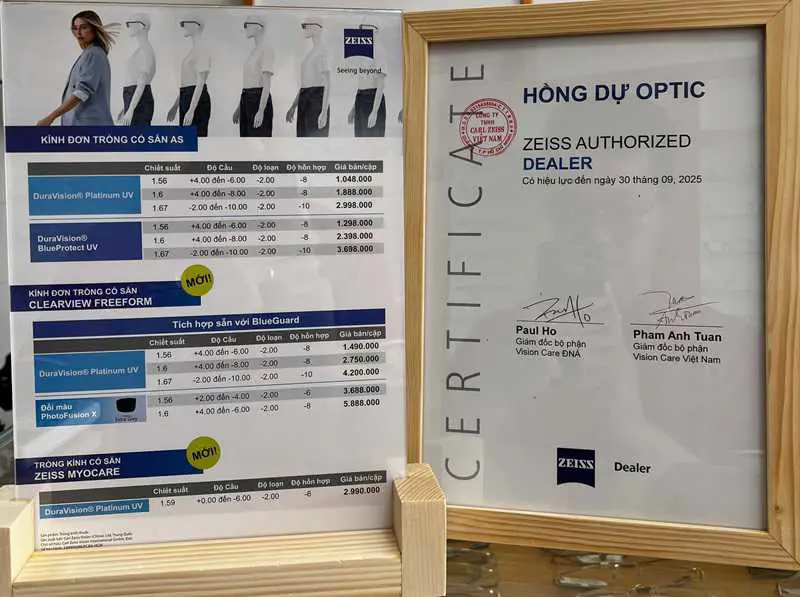 ZEISS
Seeing beyond
KÍNH ĐƠN TRÒNG CÓ SẴN AS
Chiết suất Độ Cầu Độ loạn Độ hỗn hợp Giá bán/cặp
DuraVision® Platinum UV
1.56 +4.00 đến -6.00 -2.00 -8 1.048.000
1.6 +4.00 đến -8.00 -2.00 -8 1.888.000
1.67 -2.00 đến -10.00 -2.00 -10 2.998.000
DuraVision® BlueProtect UV
1.56 +4.00 đến -6.00 -2.00 -8 1.298.000
1.6 +4.00 đến -8.00 -2.00 -8 2.398.000
1.67 -2.00 đến -10.00 -2.00 -10 3.698.000
MỚI!
KÍNH ĐƠN TRÒNG CÓ SẴN
CLEARVIEW FREEFORM
Tích hợp sẵn với BlueGuard
Chiết suất Độ Cầu Độ loạn Độ hỗn hợp Giá bán/cặp
DuraVision® Platinum UV
1.56 +4.00 đến -6.00 -2.00 -8 1.490.000
1.6 +4.00 đến -8.00 -2.00 -8 2.750.000
1.67 -2.00 đến -10.00 -2.00 -10 4.200.000
Đổi màu
PhotoFusion X
1.56 +2.00 đến -4.00 -2.00 -6 3.688.000
1.6 +4.00 đến -6.00 -2.00 -8 5.888.000
MỚI!
TRÒNG KÍNH CÓ SẴN
ZEISS MYOCARE
Chiết suất Độ Cầu Độ loạn Độ hỗn hợp Giá bán/cặp
DuraVision® Platinum UV 1.59 +0.00 đến -6.00 -2.00 -6 2.990.000
CERTIFICATE
CÔNG TY
TNHH
CARL ZEISS
VIỆT NAM
HỒNG DỰ OPTIC
ZEISS AUTHORIZED
DEALER
Có hiệu lực đến ngày 30 tháng 09, 2025
Paul Ho
Giám đốc bộ phận
Vision Care ĐNÁ
Pham Anh Tuan
Giám đốc bộ phận
Vision Care Việt Nam
ZEISS
Dealer